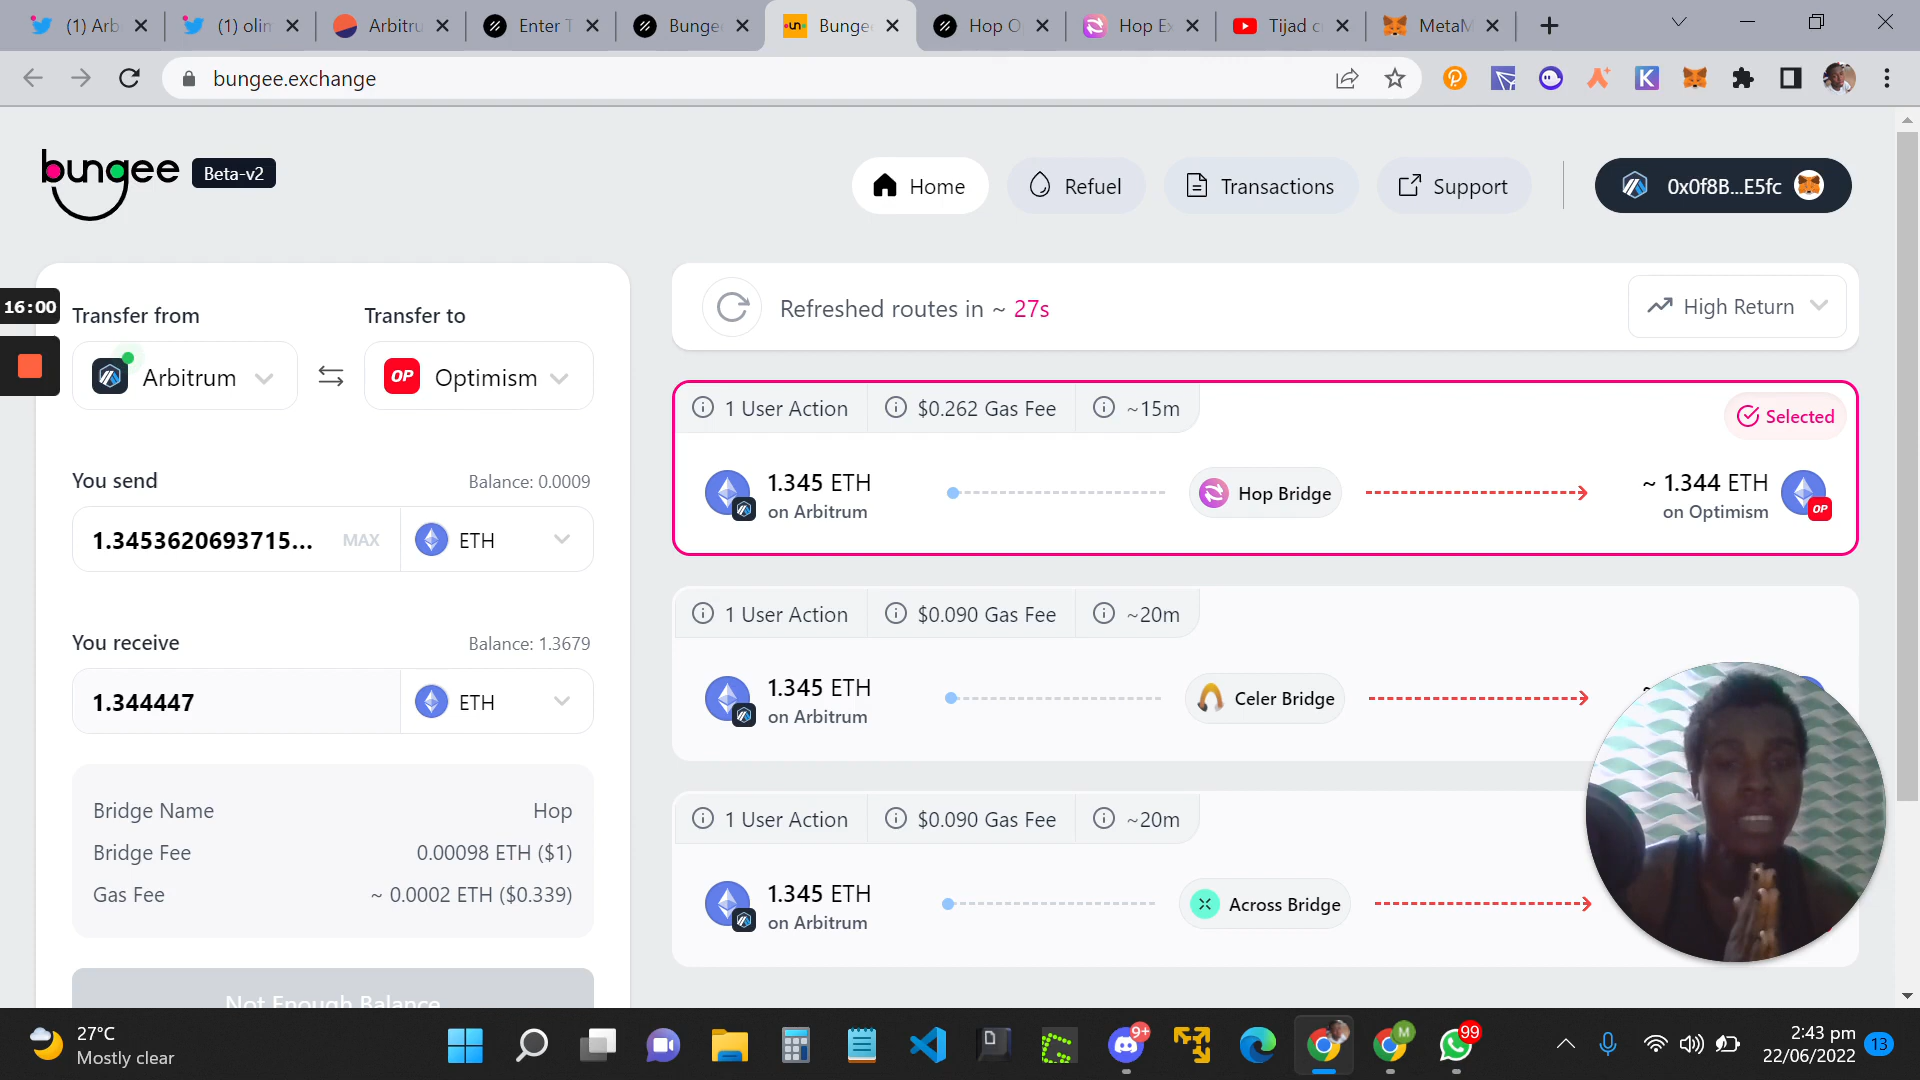 (1) Arb
(1) olim
Arbitru
Enter T
Bunge
Bunge
Hop O
Hop Ex
Tijad c
MetaM
bungee.exchange
bungee
Beta-v2
Home
Refuel
Transactions
Support
0x0f8B...E5fc
16:00
Transfer from
Transfer to
Arbitrum
OP
Optimism
You send
Balance: 0.0009
1.3453620693715...
MAX
ETH
You receive
Balance: 1.3679
1.344447
ETH
Bridge Name
Hop
Bridge Fee
0.00098 ETH ($1)
Gas Fee
~ 0.0002 ETH ($0.339)
Not Enough Balance
Refreshed routes in ~ 27s
High Return
1 User Action
$0.262 Gas Fee
~15m
Selected
1.345 ETH
on Arbitrum
Hop Bridge
~ 1.344 ETH
on Optimism
OP
1 User Action
$0.090 Gas Fee
~20m
1.345 ETH
on Arbitrum
Celer Bridge
1 User Action
$0.090 Gas Fee
~20m
1.345 ETH
on Arbitrum
Across Bridge
27°C
Mostly clear
9+
M
99
2:43 pm
22/06/2022
13